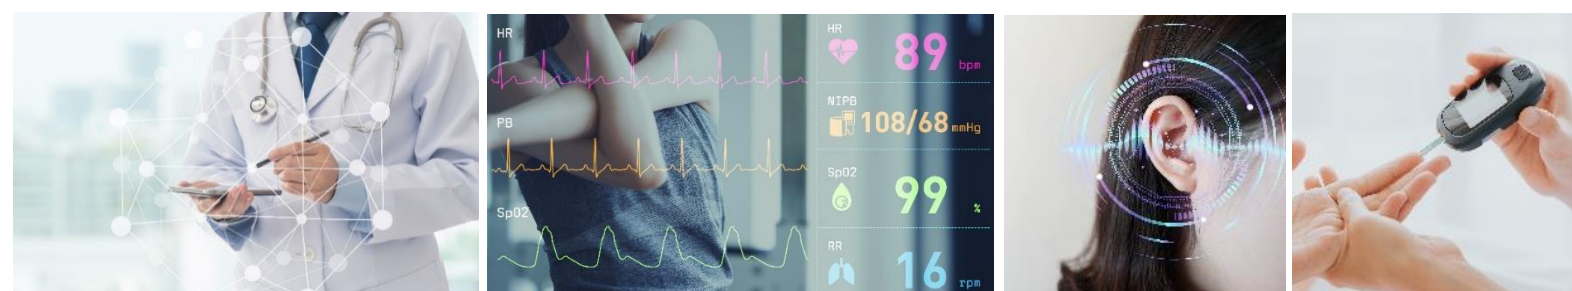 HR
PB
SpO2
HR
89 bpm
NIPB
108/68 mmHg
SpO2
99 %
RR
16 rpm